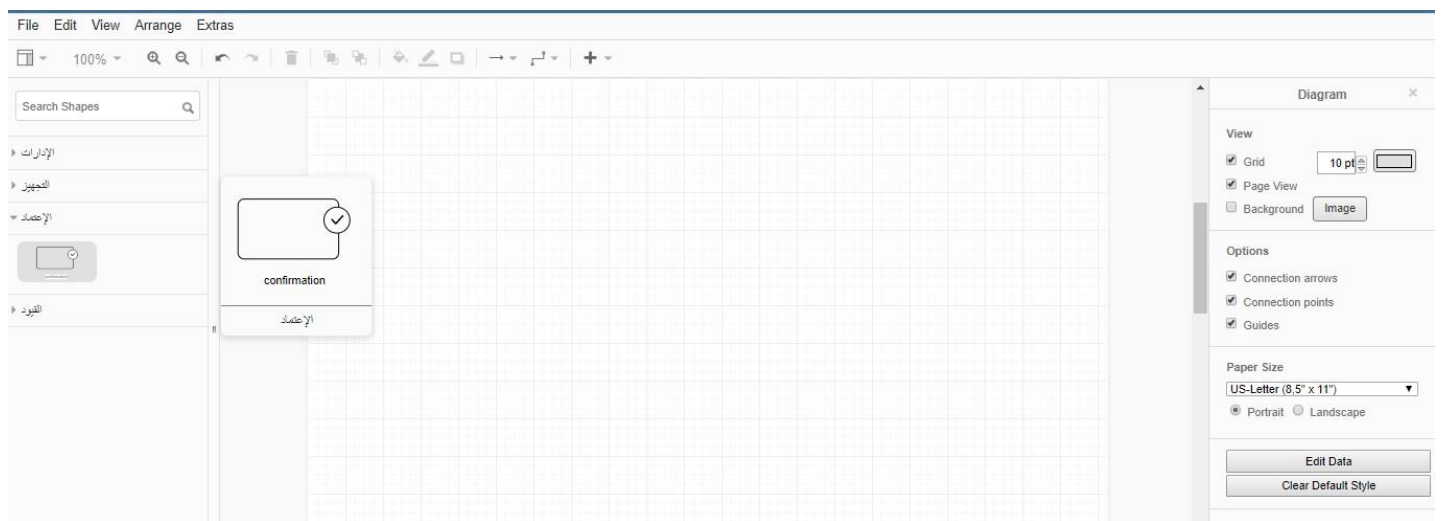 File Edit View Arrange Extras
100%
Search Shapes
الإدارات
التجهيز
الإعتماد
القيود
confirmation
الإعتماد
Diagram
View
Grid 10 pt
Page View
Background Image
Options
Connection arrows
Connection points
Guides
Paper Size
US-Letter (8,5" x 11")
Portrait Landscape
Edit Data
Clear Default Style